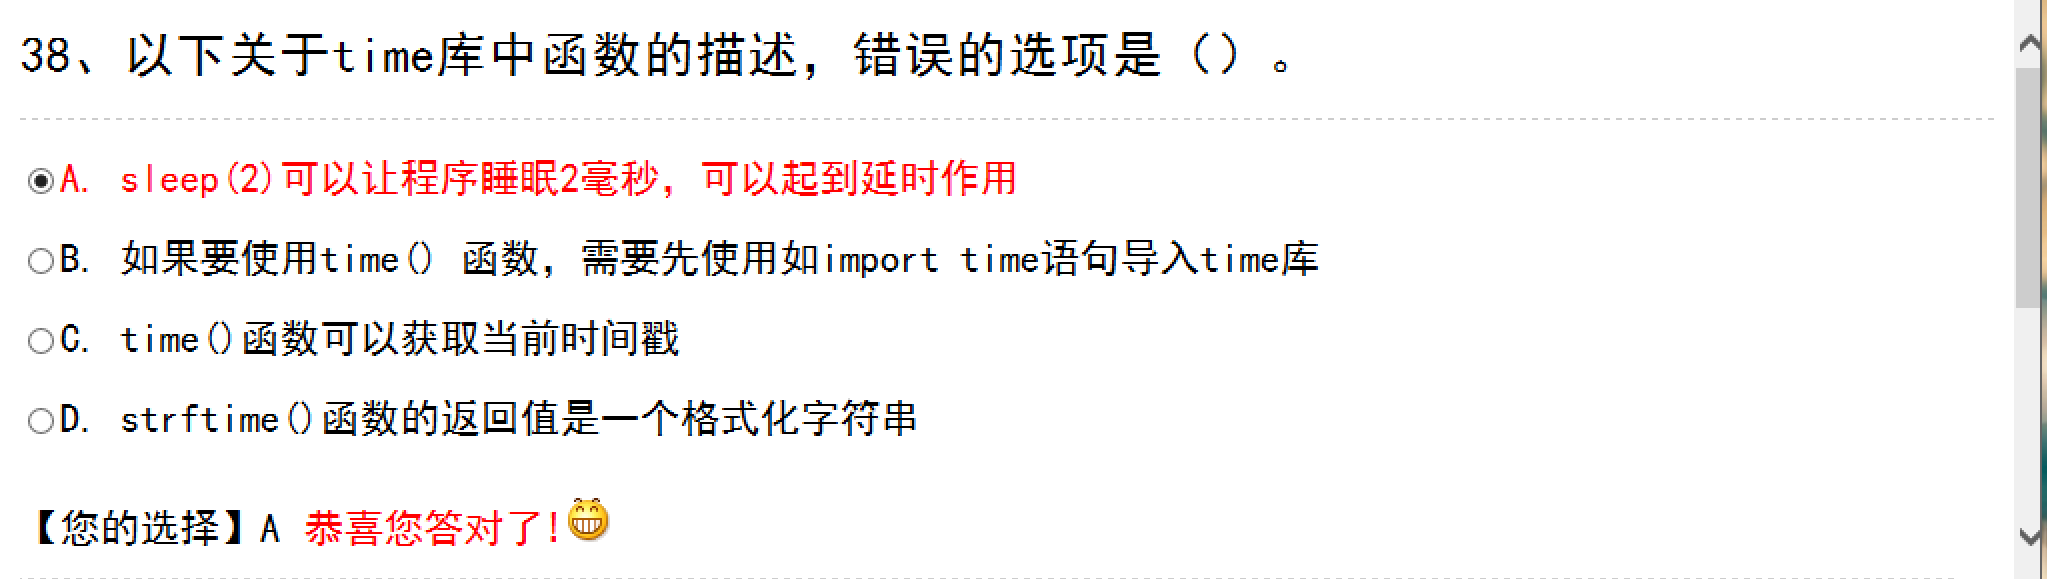 38、以下关于time库中函数的描述，错误的选项是（）。
A. sleep(2)可以让程序睡眠2毫秒，可以起到延时作用
B. 如果要使用time() 函数，需要先使用如import time语句导入time库
C. time()函数可以获取当前时间戳
D. strftime()函数的返回值是一个格式化字符串
【您的选择】A 恭喜您答对了!